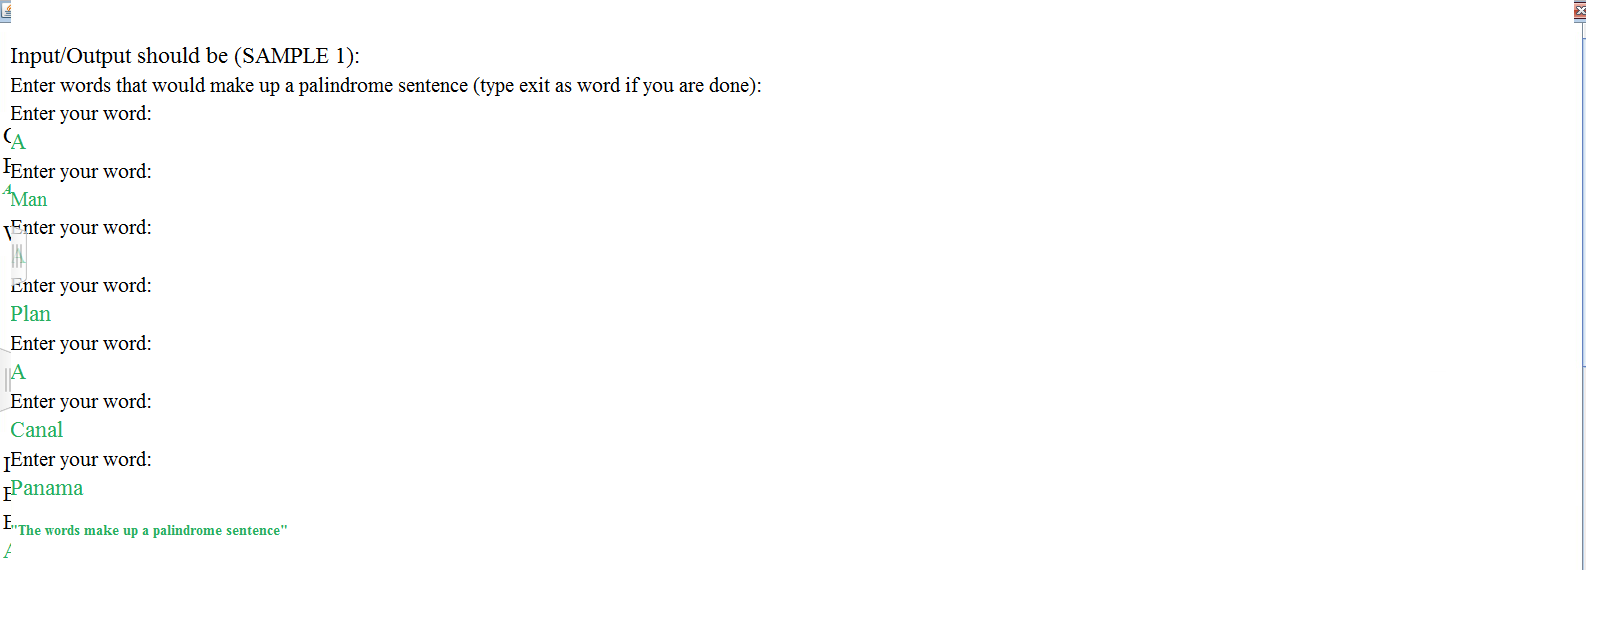 Input/Output should be (SAMPLE 1):
Enter words that would make up a palindrome sentence (type exit as word if you are done):
Enter your word:
A
Enter your word:
Man
Enter your word:
Enter your word:
Plan
Enter your word:
A
Enter your word:
Canal
Enter your word:
Panama
"The words make up a palindrome sentence"